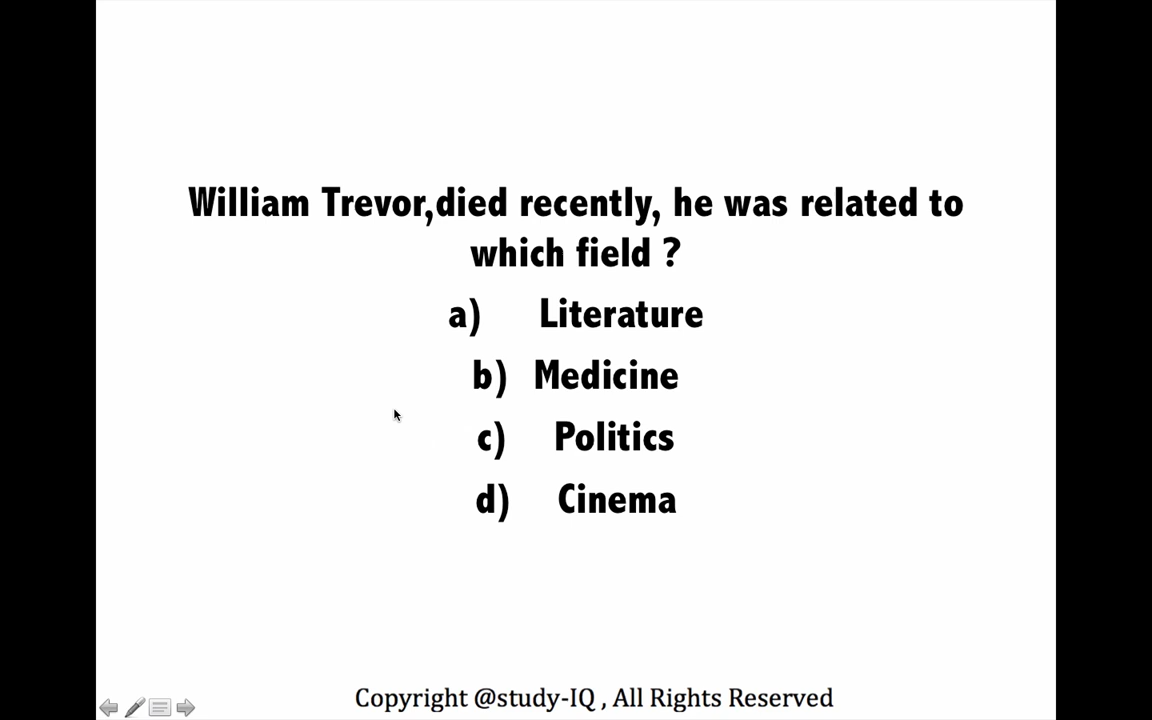 William Trevor,died recently, he was related to
which field ?
a) Literature
b) Medicine
c) Politics
d) Cinema
Copyright @study-IQ , All Rights Reserved